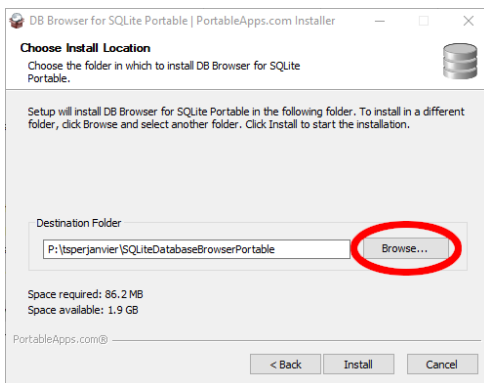 DB Browser for SQLite Portable | PortableApps.com Installer
Choose Install Location
Choose the folder in which to install DB Browser for SQLite
Portable.
Setup will install DB Browser for SQLite Portable in the following folder. To install in a different
folder, click Browse and select another folder. Click Install to start the installation.
Destination Folder
P:\tsperjanvier\SQLiteDatabaseBrowserPortable
Browse...
Space required: 86.2 MB
Space available: 1.9 GB
PortableApps.com®
< Back Install Cancel